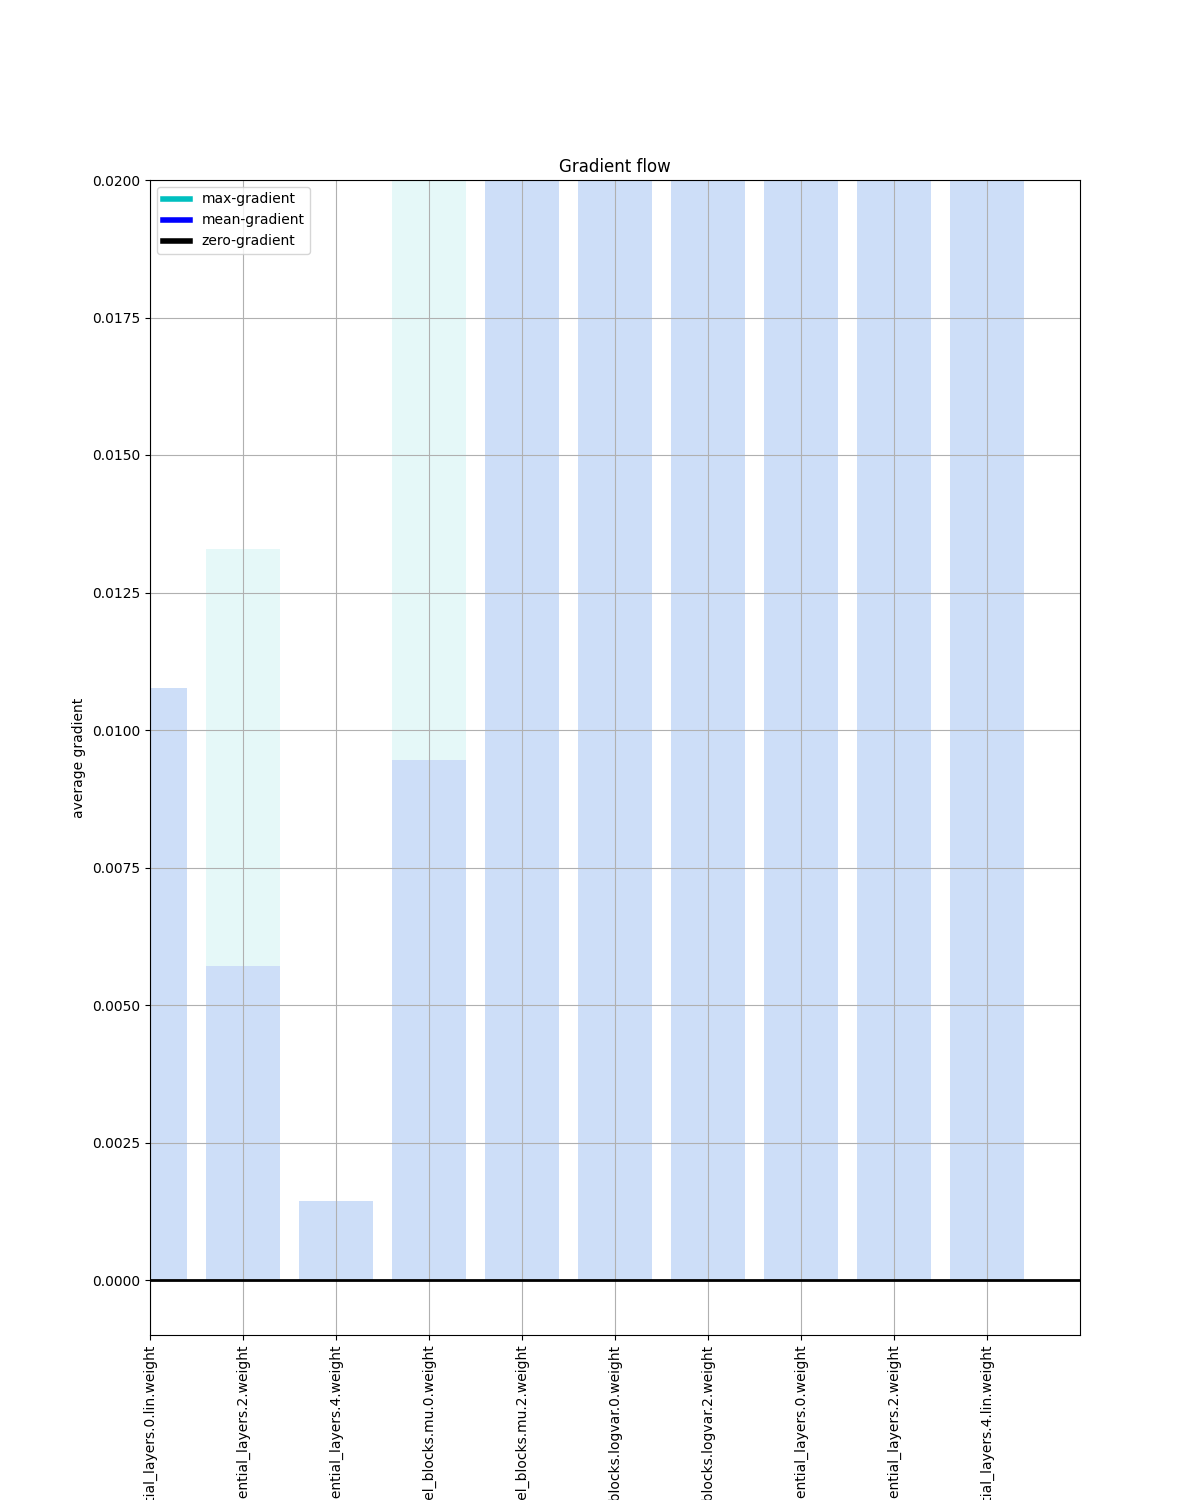 Gradient flow
max-gradient
mean-gradient
zero-gradient
average gradient
0.0200
0.0175
0.0150
0.0125
0.0100
0.0075
0.0050
0.0025
0.0000
tial_layers.0.lin.weight
ential_layers.2.weight
ential_layers.4.weight
el_blocks.mu.0.weight
el_blocks.mu.2.weight
blocks.logvar.0.weight
blocks.logvar.2.weight
ential_layers.0.weight
ential_layers.2.weight
tial_layers.4.lin.weight